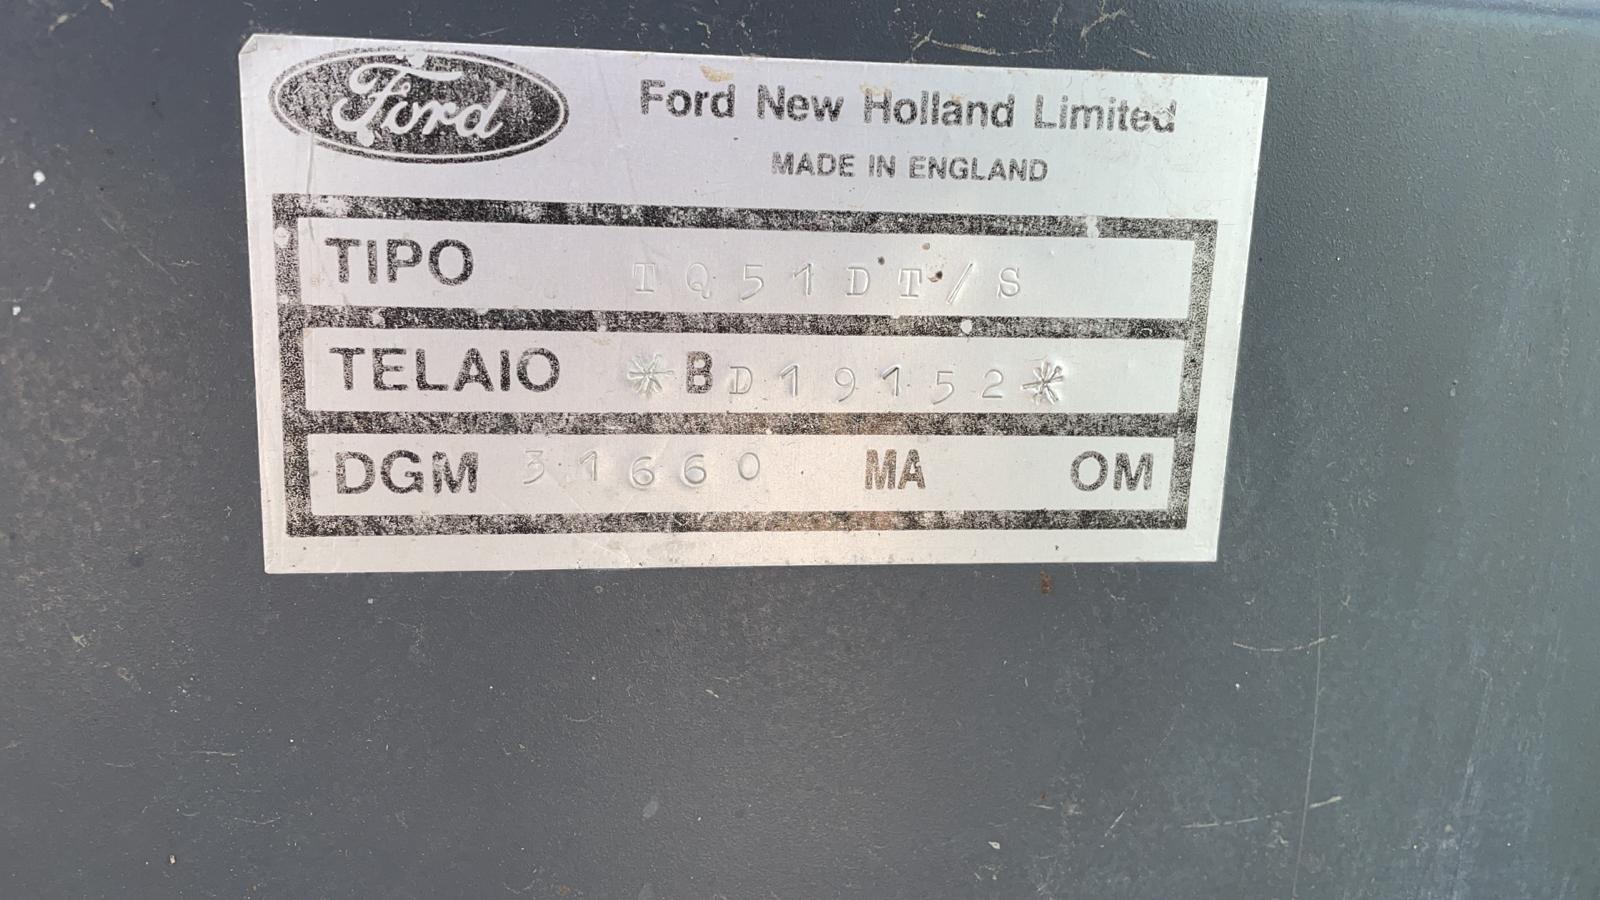 Ford
Ford New Holland Limited
MADE IN ENGLAND
TIPO TQ51DT/S
TELAIO *BD19152*
DGM 31660 MA OM